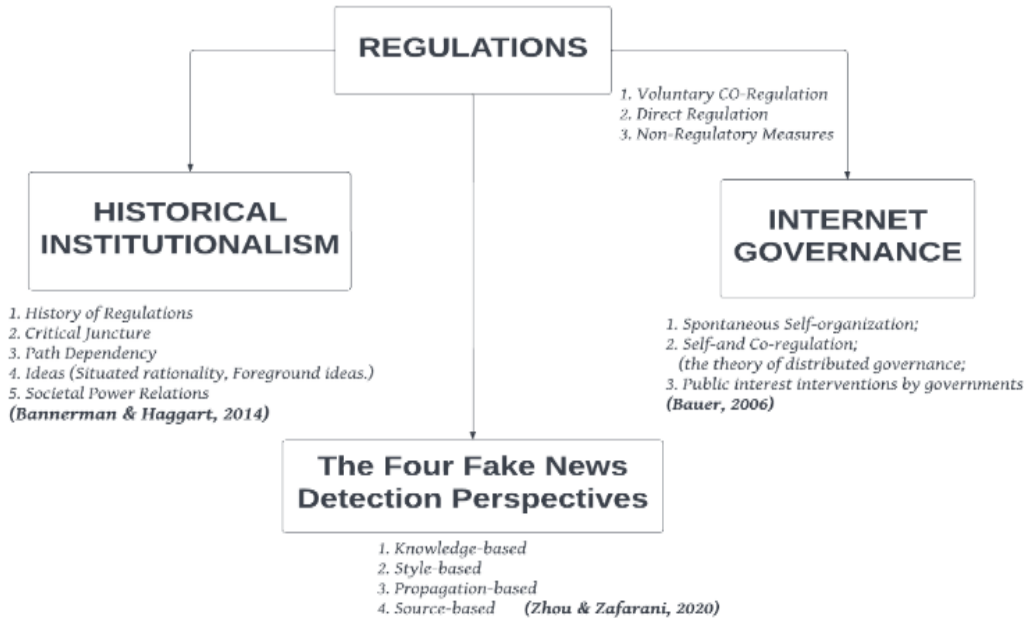 REGULATIONS
1. Voluntary CO-Regulation
2. Direct Regulation
3. Non-Regulatory Measures
HISTORICAL
INSTITUTIONALISM
1. History of Regulations
2. Critical Juncture
3. Path Dependency
4. Ideas (Situated rationality, Foreground ideas.)
5. Societal Power Relations
(Bannerman & Haggart, 2014)
INTERNET
GOVERNANCE
1. Spontaneous Self-organization;
2. Self-and Co-regulation;
(the theory of distributed governance;
3. Public interest interventions by governments
(Bauer, 2006)
The Four Fake News
Detection Perspectives
1. Knowledge-based
2. Style-based
3. Propagation-based
4. Source-based (Zhou & Zafarani, 2020)